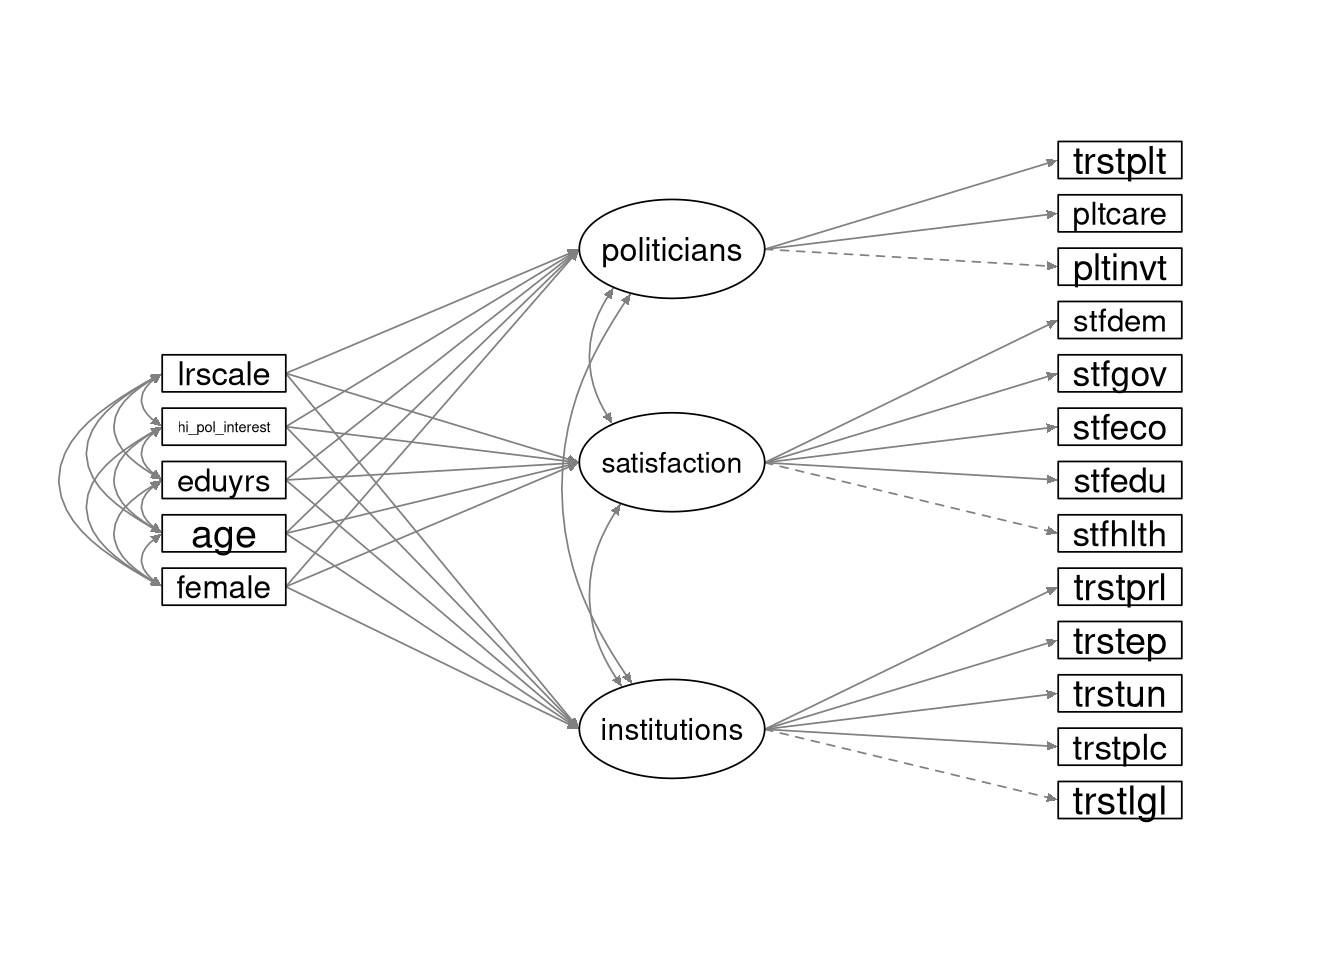 lrscale
hi_pol_interest
eduyrs
age
female
politicians
satisfaction
institutions
trstplt
pltcare
pltinvt
stfdem
stfgov
stfeco
stfedu
stfhlth
trstprl
trstep
trstun
trstplc
trstlgl